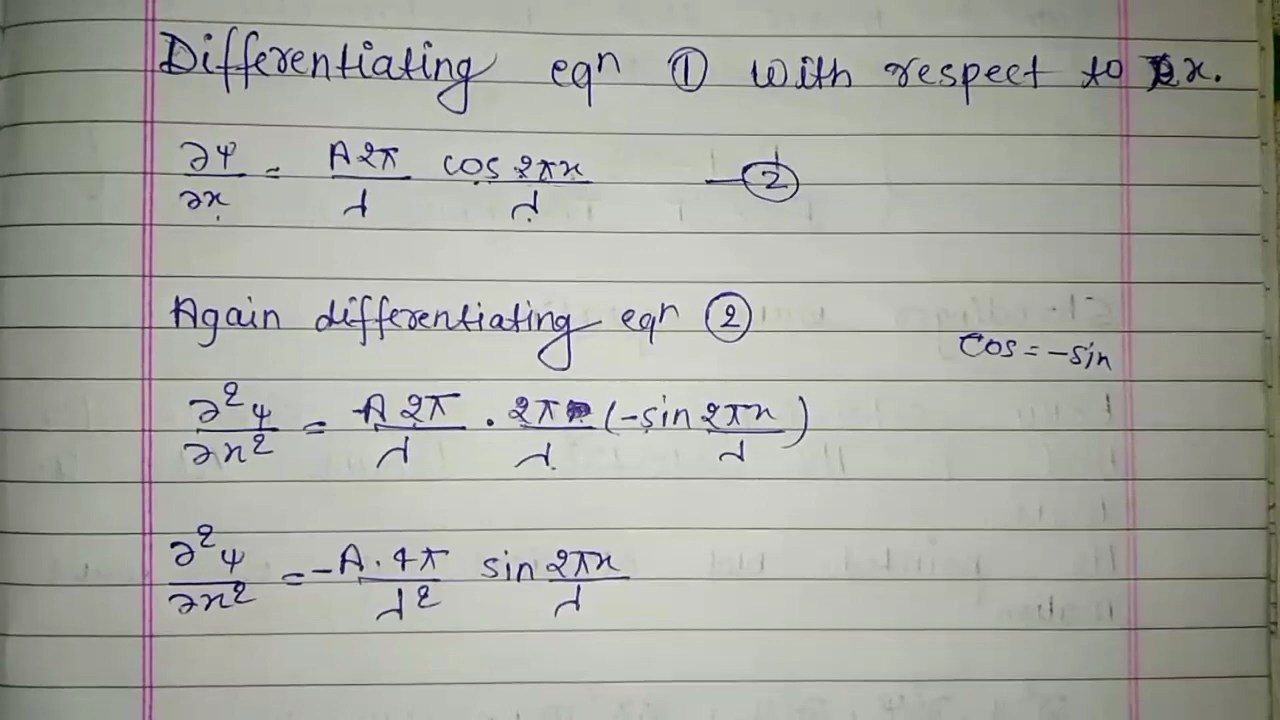 Differentiating eqn ① with respect to x.
∂ψ/∂x = A2π/λ cos 2πx/λ —②
Again differentiating eqn ②
cos = -sin
∂²ψ/∂x² = A2π/λ . 2π/λ (-sin 2πx/λ)
∂²ψ/∂x² = -A.4π/λ² sin 2πx/λ